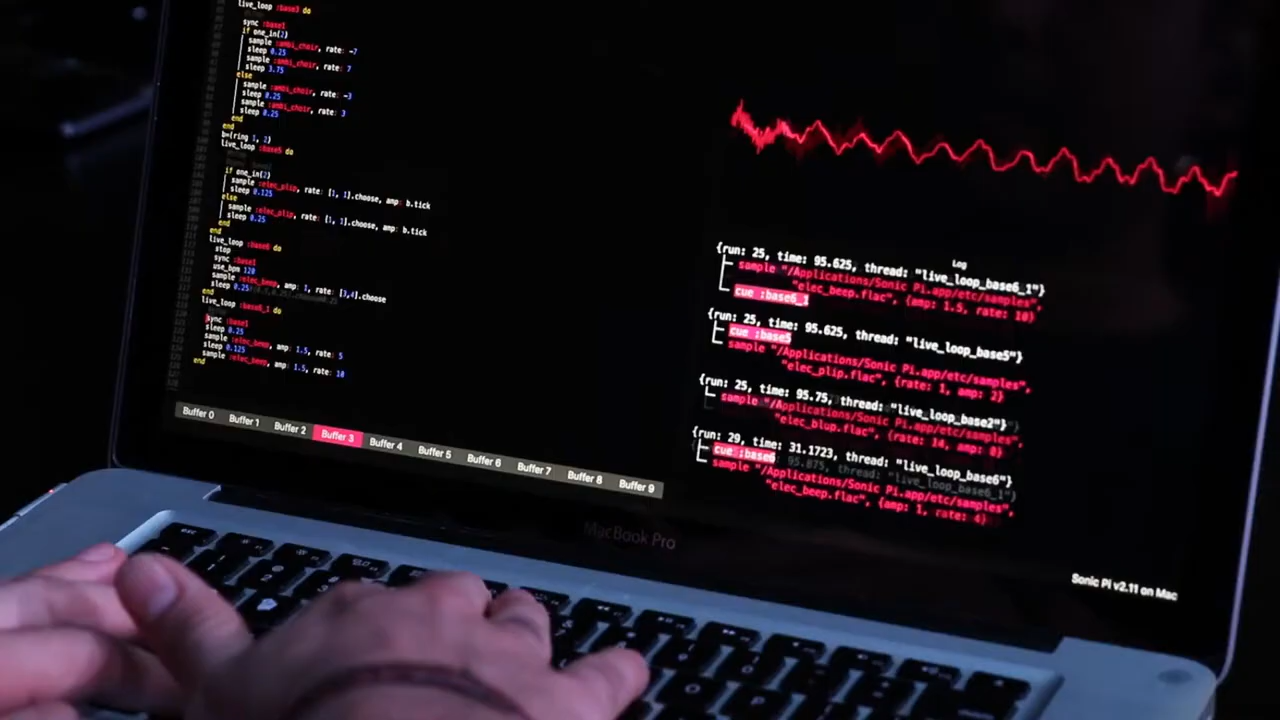 live_loop :base3 do
sync :base1
if one_in(2)
sample :ambi_choir, rate: -7
sleep 0.25
sample :ambi_choir, rate: 7
sleep 3.75
else
sample :ambi_choir, rate: -3
sleep 0.25
sample :ambi_choir, rate: 3
sleep 0.25
end
end
b=(ring 1, 2)
live_loop :base5 do
if one_in(2)
sample :elec_plip, rate: [1, 1].choose, amp: b.tick
sleep 0.125
else
sample :elec_plip, rate: [1, 1].choose, amp: b.tick
sleep 0.25
end
end
live_loop :base6 do
stop
sync :base1
use_bpm 120
sample :elec_beep, amp: 1, rate: [3,4].choose
sleep 0.25
end
live_loop :base6_1 do
sync :base1
sleep 0.25
sample :elec_beep, amp: 1.5, rate: 5
sleep 0.125
sample :elec_beep, amp: 1.5, rate: 10
end
Buffer 0 Buffer 1 Buffer 2 Buffer 3 Buffer 4 Buffer 5 Buffer 6 Buffer 7 Buffer 8 Buffer 9
Log
{run: 25, time: 95.625, thread: "live_loop_base6_1"}
sample "/Applications/Sonic Pi.app/etc/samples",
"elec_beep.flac", {amp: 1.5, rate: 10}
cue :base6_1
{run: 25, time: 95.625, thread: "live_loop_base5"}
cue :base5
sample "/Applications/Sonic Pi.app/etc/samples",
"elec_plip.flac", {rate: 1, amp: 2}
{run: 25, time: 95.75, thread: "live_loop_base2"}
sample "/Applications/Sonic Pi.app/etc/samples",
"elec_blup.flac", {rate: 14, amp: 0}
{run: 29, time: 31.1723, thread: "live_loop_base6"}
cue :base6
95.875, thread: "live_loop_base6_1"}
sample "/Applications/Sonic Pi.app/etc/samples",
"elec_beep.flac", {amp: 1, rate: 4}
Sonic Pi v2.11 on Mac
MacBook Pro
esc